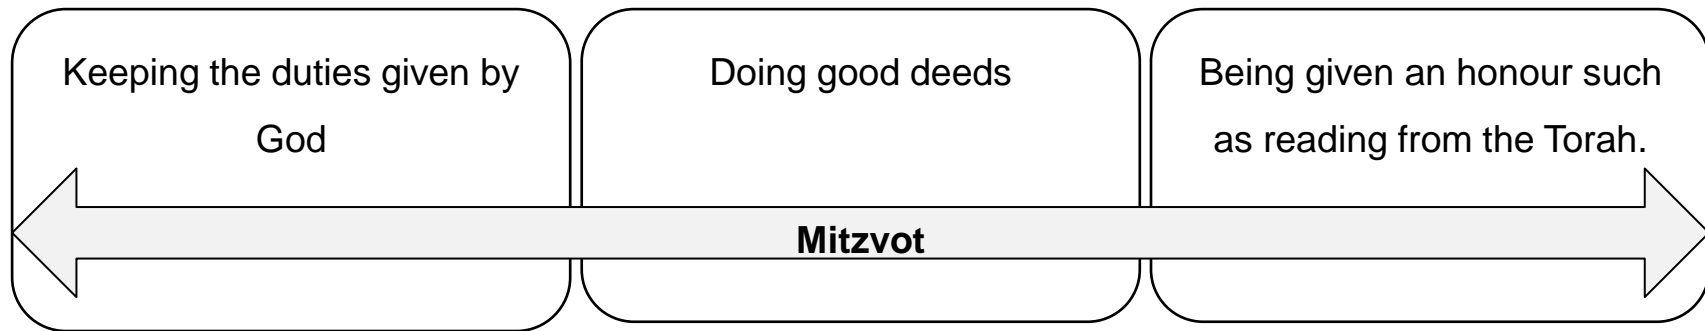 Keeping the duties given by
God
Doing good deeds
Being given an honour such
as reading from the Torah.
Mitzvot